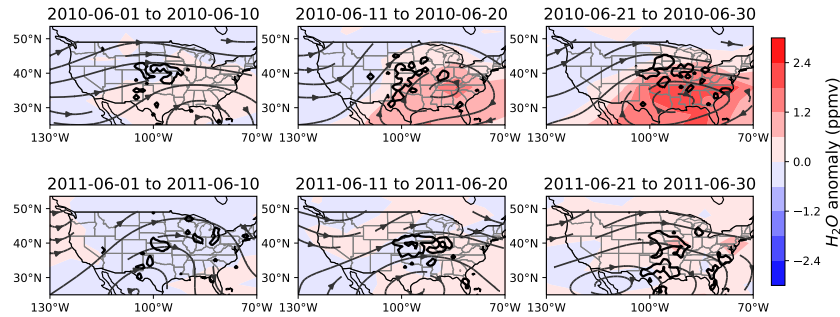 2010-06-01 to 2010-06-10 2010-06-11 to 2010-06-20 2010-06-21 to 2010-06-30
50°N 50°N 50°N
40°N 40°N 40°N
30°N 30°N 30°N
130°W 100°W 70°W 130°W 100°W 70°W 130°W 100°W 70°W
2011-06-01 to 2011-06-10 2011-06-11 to 2011-06-20 2011-06-21 to 2011-06-30
50°N 50°N 50°N
40°N 40°N 40°N
30°N 30°N 30°N
130°W 100°W 70°W 130°W 100°W 70°W 130°W 100°W 70°W
2.4
1.2
0.0
−1.2
−2.4
H₂O anomaly (ppmv)